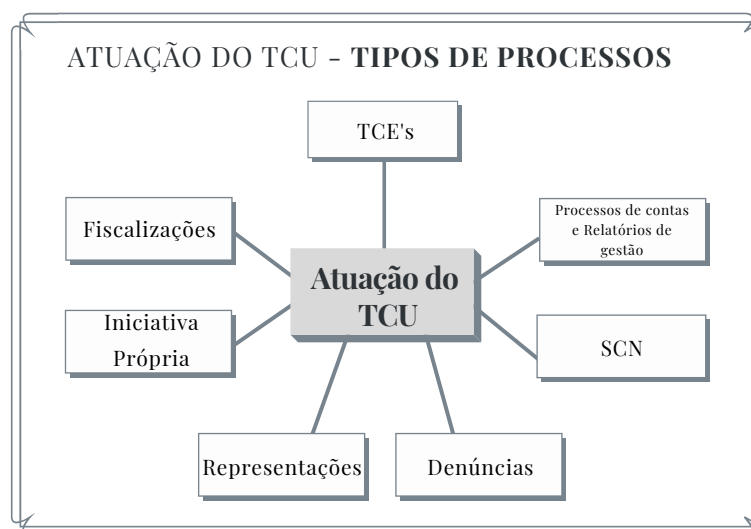 ATUAÇÃO DO TCU - TIPOS DE PROCESSOS
TCE's
Fiscalizações
Processos de contas
e Relatórios de
gestão
Atuação do
TCU
Iniciativa
Própria
SCN
Representações
Denúncias